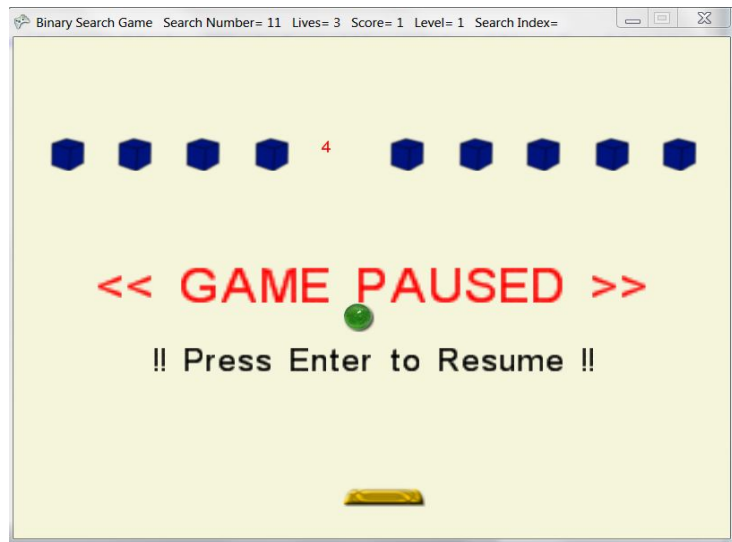 Binary Search Game Search Number= 11 Lives= 3 Score= 1 Level= 1 Search Index=
4
<< GAME PAUSED >>
!! Press Enter to Resume !!